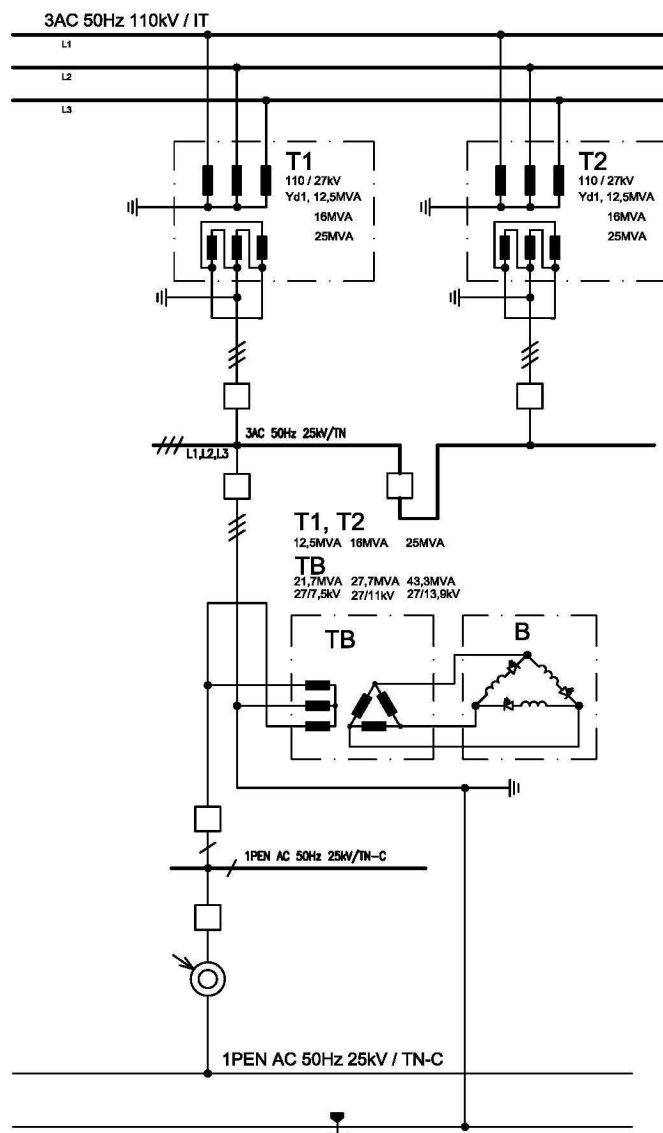 3AC 50Hz 110kV / IT
L1
L2
L3
T1
110 / 27kV
Yd1, 12,5MVA
16MVA
25MVA
T2
110 / 27kV
Yd1, 12,5MVA
16MVA
25MVA
3AC 50Hz 25kV/TN
L1,L2,L3
T1, T2
12,5MVA 16MVA 25MVA
TB
21,7MVA 27,7MVA 43,3MVA
27/7,5kV 27/11kV 27/13,9kV
TB
B
1PEN AC 50Hz 25kV/TN-C
1PEN AC 50Hz 25kV / TN-C